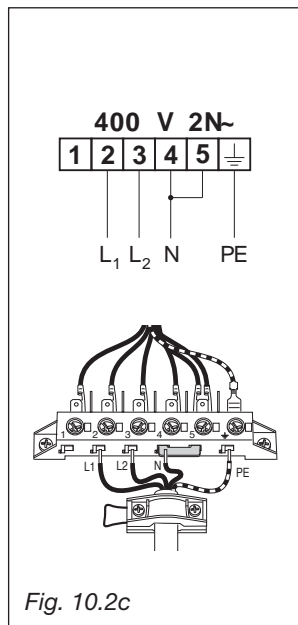 400 V 2N~
1 2 3 4 5
L₁ L₂ N PE
1 2 3 4 5
L1 L2 N PE
Fig. 10.2c